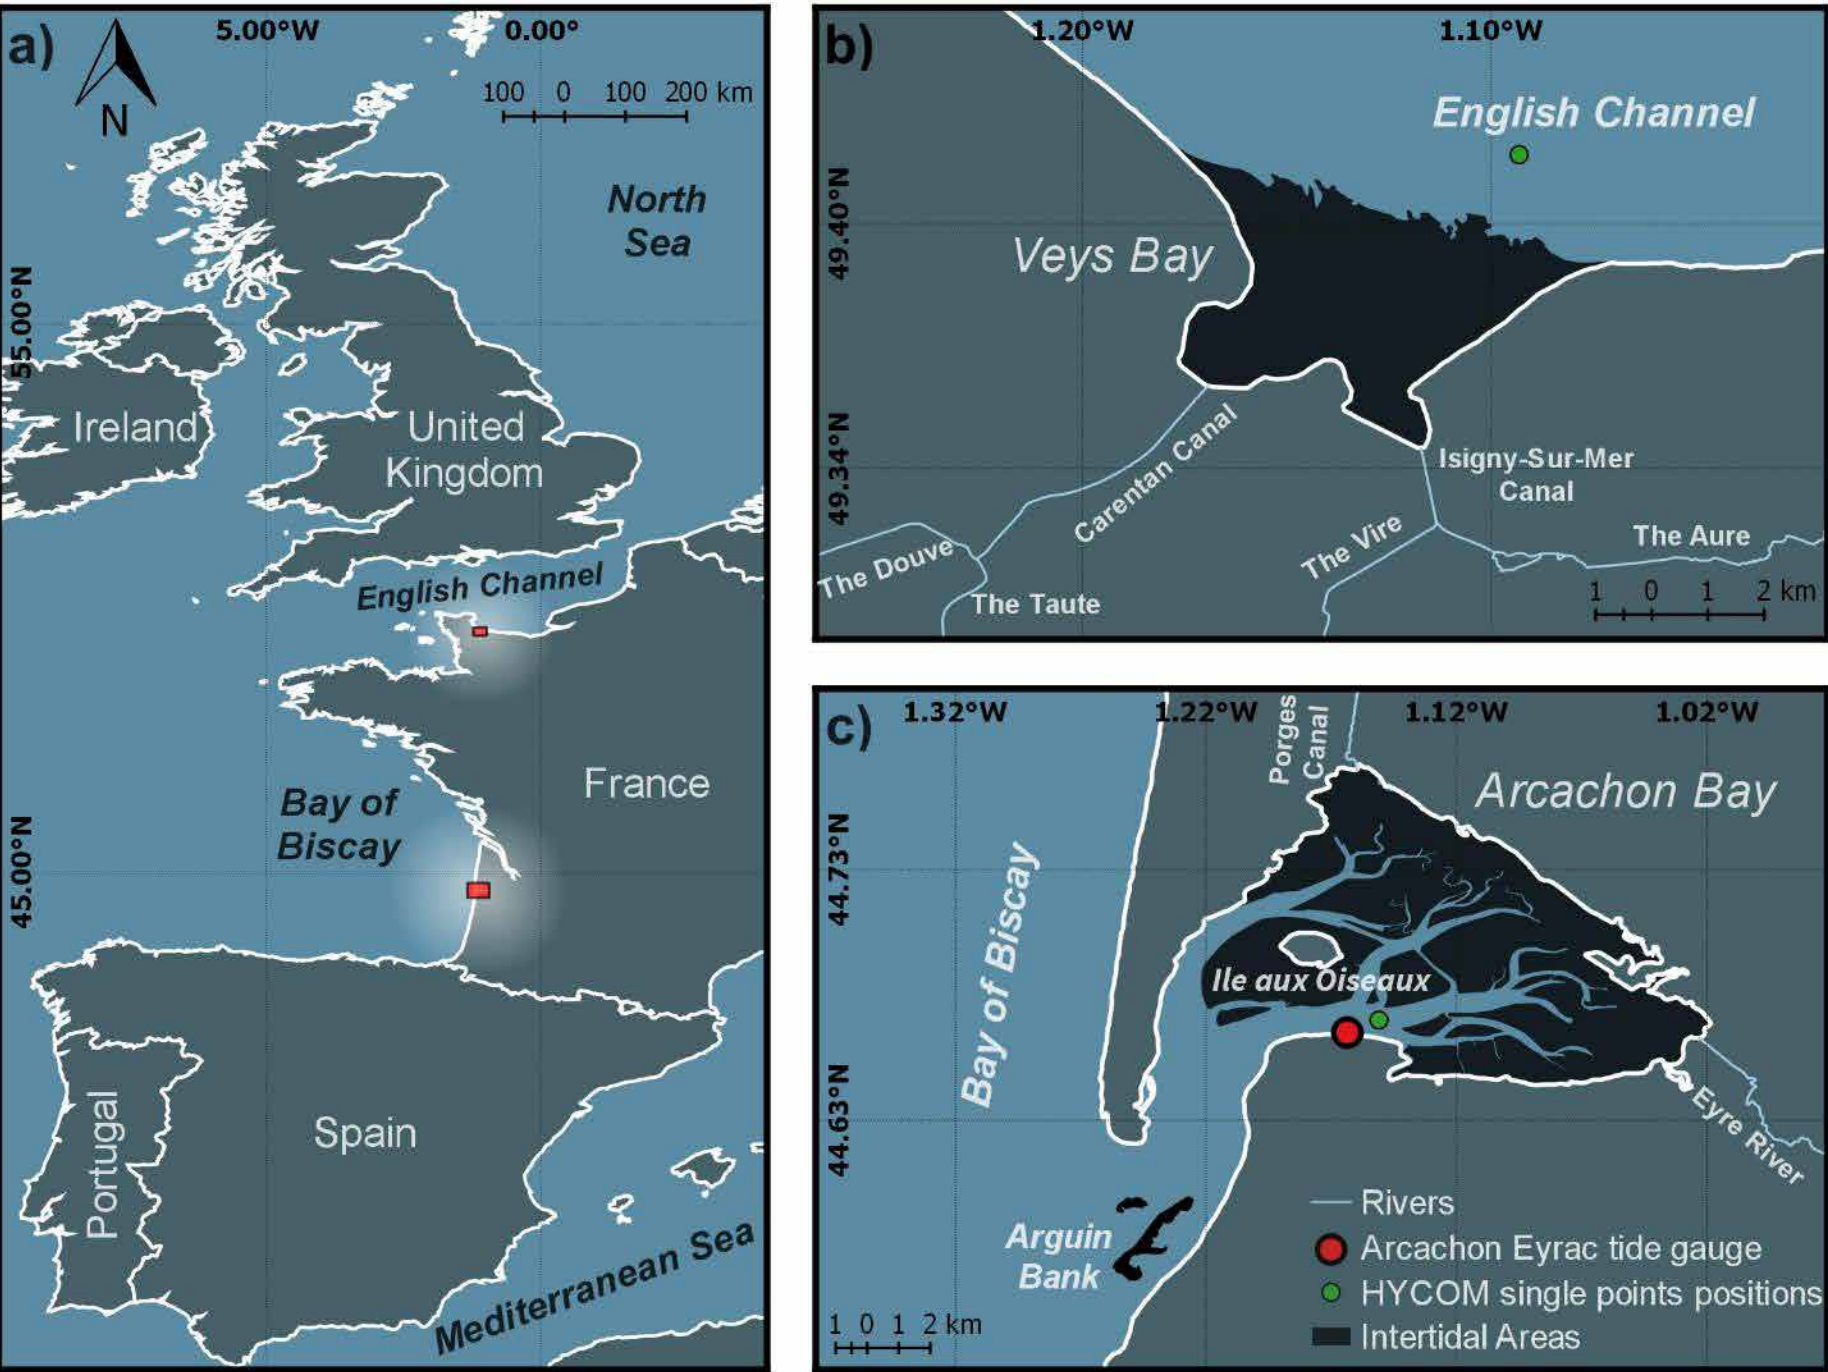 a)
5.00°W
0.00°
N
100 0 100 200 km
North
Sea
55.00°N
Ireland
United
Kingdom
English Channel
Bay of
Biscay
France
45.00°N
Portugal
Spain
Mediterranean Sea
b)
1.20°W
1.10°W
English Channel
49.40°N
Veys Bay
49.34°N
Carentan Canal
Isigny-Sur-Mer
Canal
The Vire
The Aure
The Douve
The Taute
1 0 1 2 km
c)
1.32°W
1.22°W
1.12°W
1.02°W
Porges
Canal
Arcachon Bay
44.73°N
Bay of Biscay
Ile aux Oiseaux
44.63°N
Eyre River
Arguin
Bank
Rivers
Arcachon Eyrac tide gauge
HYCOM single points positions
Intertidal Areas
1 0 1 2 km